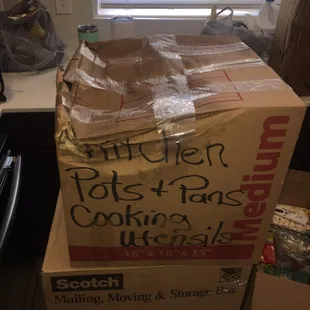 Kitchen
Pots + Pans
Cooking
Utensils
Medium
16" x 16" x 15"
Scotch
Mailing, Moving & Storage Box